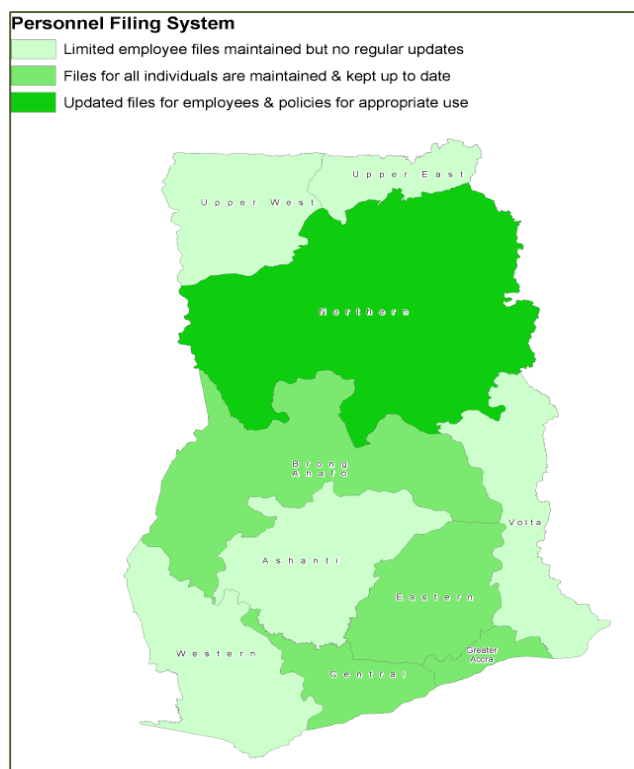 Personnel Filing System
Limited employee files maintained but no regular updates
Files for all individuals are maintained & kept up to date
Updated files for employees & policies for appropriate use
Upper East
Upper West
Northern
Brong
Ahafo
Volta
Ashanti
Eastern
Greater
Accra
Western
Central